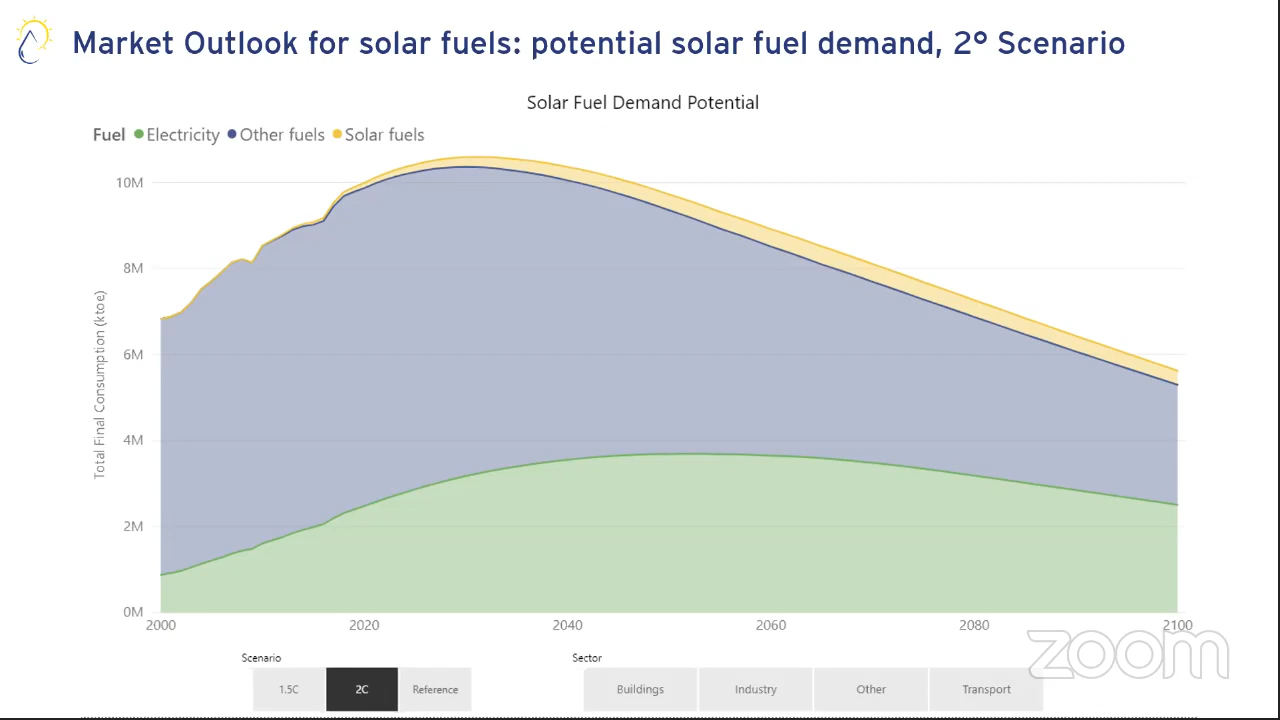 Market Outlook for solar fuels: potential solar fuel demand, 2° Scenario
Solar Fuel Demand Potential
Fuel Electricity Other fuels Solar fuels
Total Final Consumption (ktoe)
10M
8M
6M
4M
2M
0M
2000 2020 2040 2060 2080 2100
zoom
Scenario
1.5C 2C Reference
Sector
Buildings Industry Other Transport